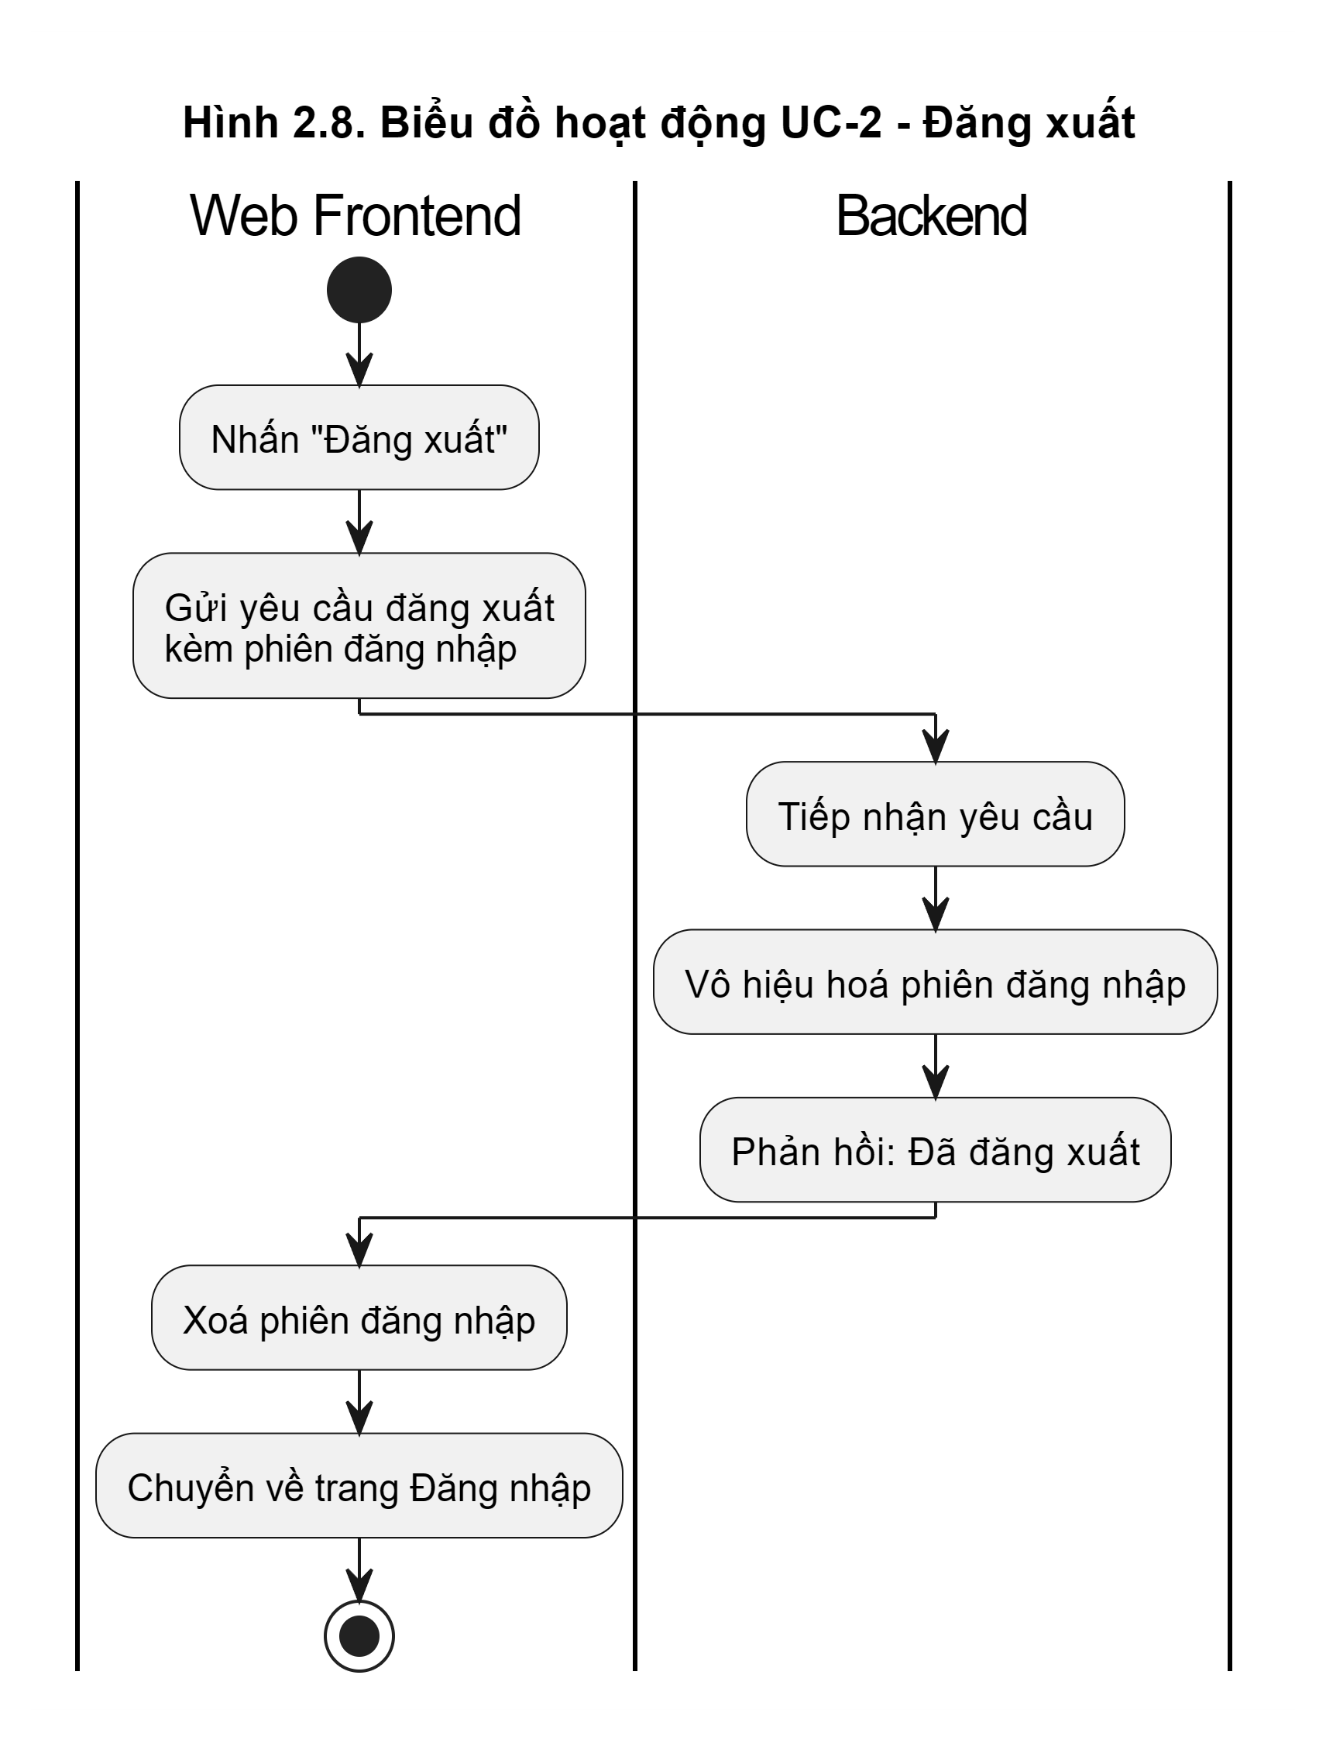 Hình 2.8. Biểu đồ hoạt động UC-2 - Đăng xuất
Web Frontend
Backend
Nhấn "Đăng xuất"
Gửi yêu cầu đăng xuất
kèm phiên đăng nhập
Tiếp nhận yêu cầu
Vô hiệu hoá phiên đăng nhập
Phản hồi: Đã đăng xuất
Xoá phiên đăng nhập
Chuyển về trang Đăng nhập